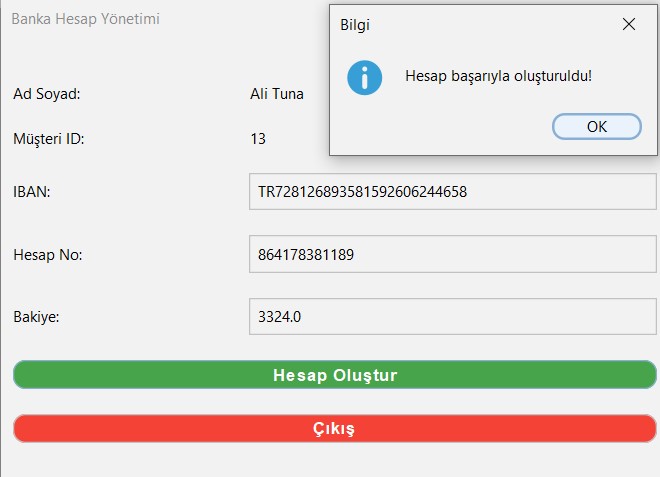 Banka Hesap Yönetimi
Bilgi
Hesap başarıyla oluşturuldu!
OK
Ad Soyad: Ali Tuna
Müşteri ID: 13
IBAN: TR728126893581592606244658
Hesap No: 864178381189
Bakiye: 3324.0
Hesap Oluştur
Çıkış